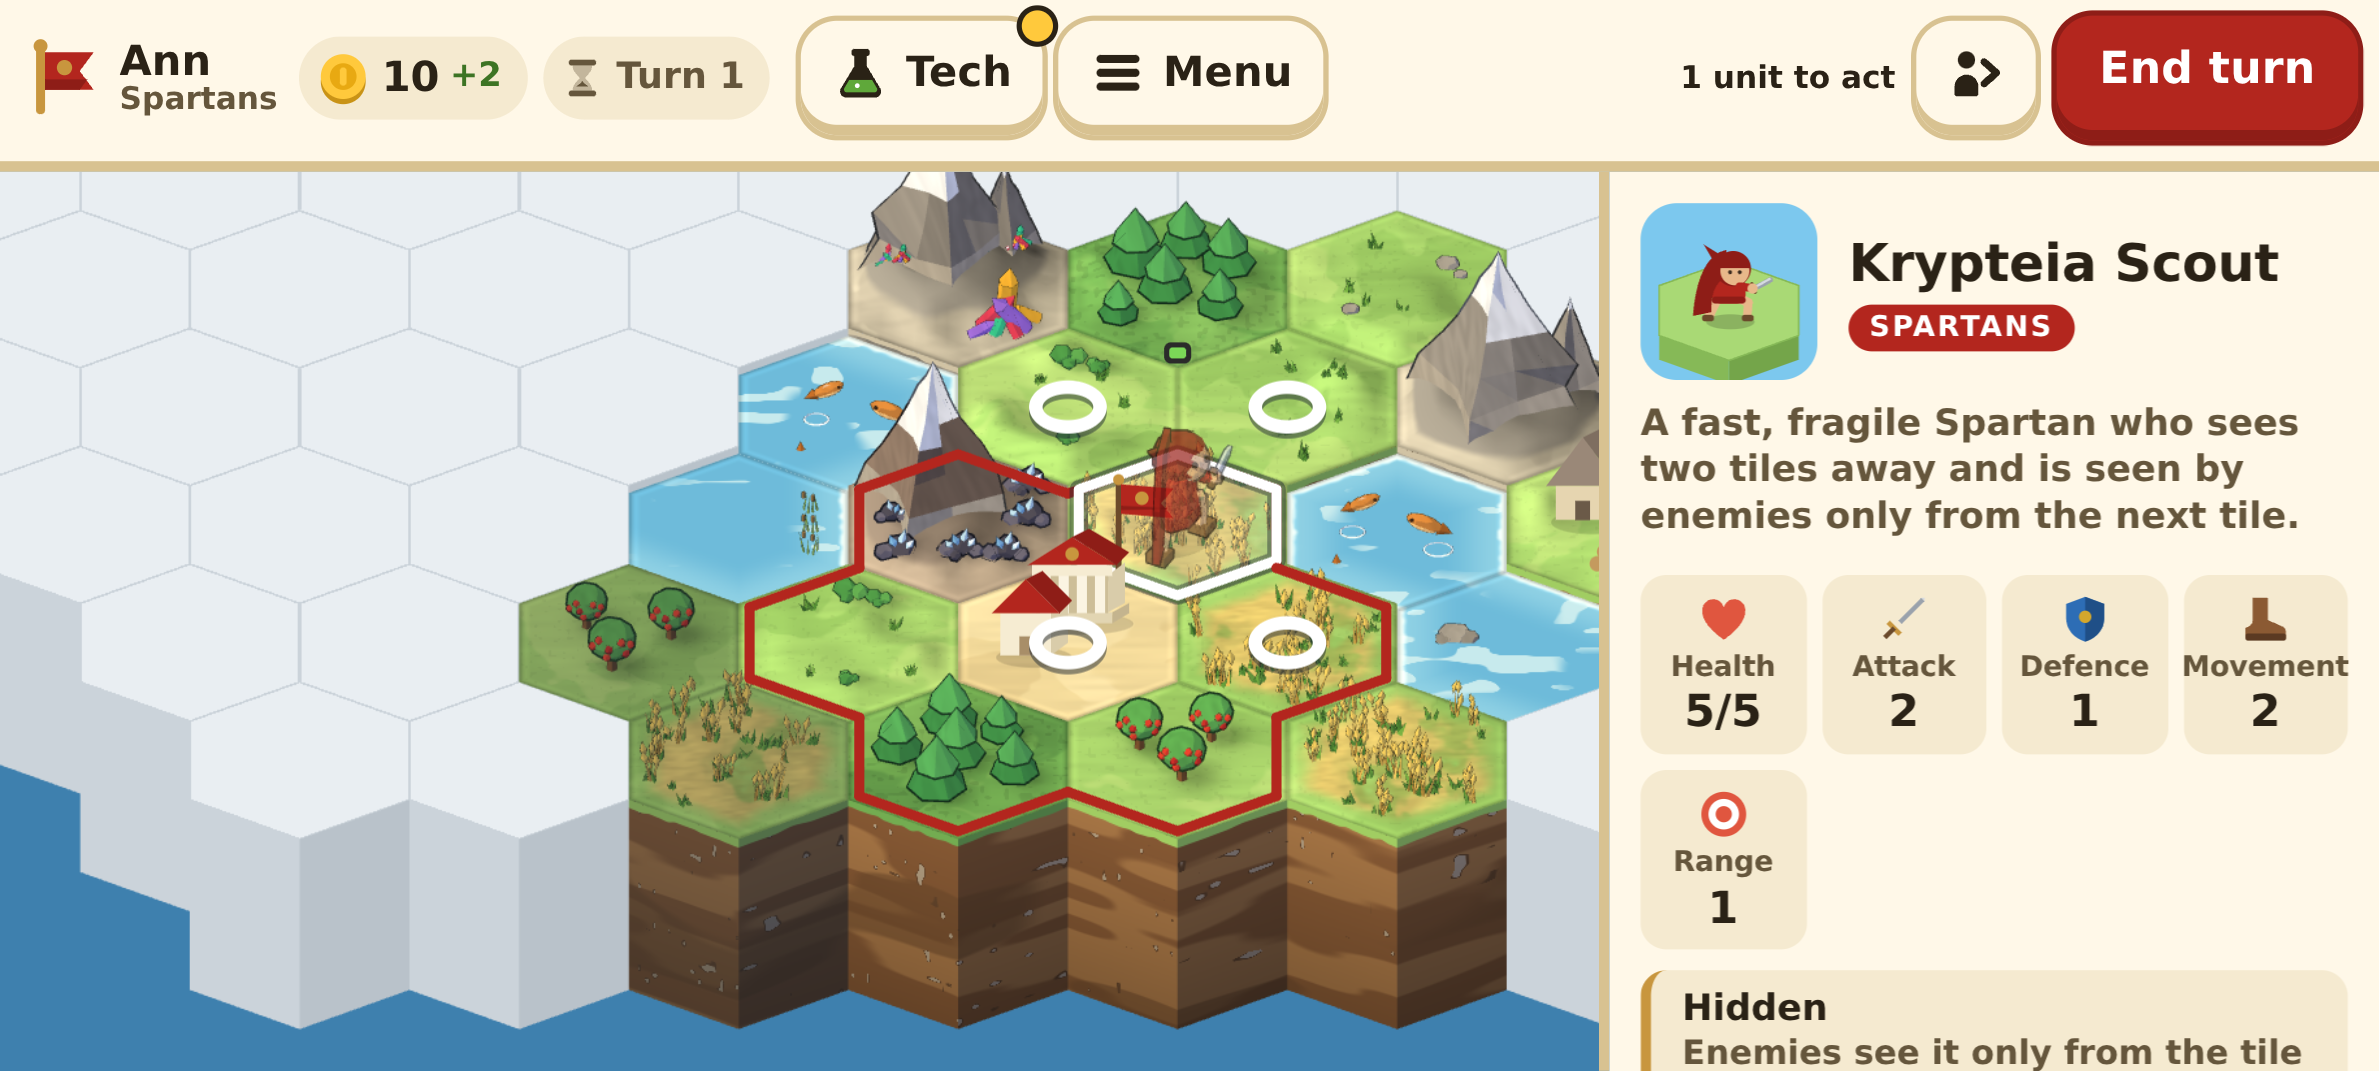 Ann
Spartans
10 +2
Turn 1
Tech
Menu
1 unit to act
End turn
Krypteia Scout
SPARTANS
A fast, fragile Spartan who sees
two tiles away and is seen by
enemies only from the next tile.
Health
5/5
Attack
2
Defence
1
Movement
2
Range
1
Hidden
Enemies see it only from the tile